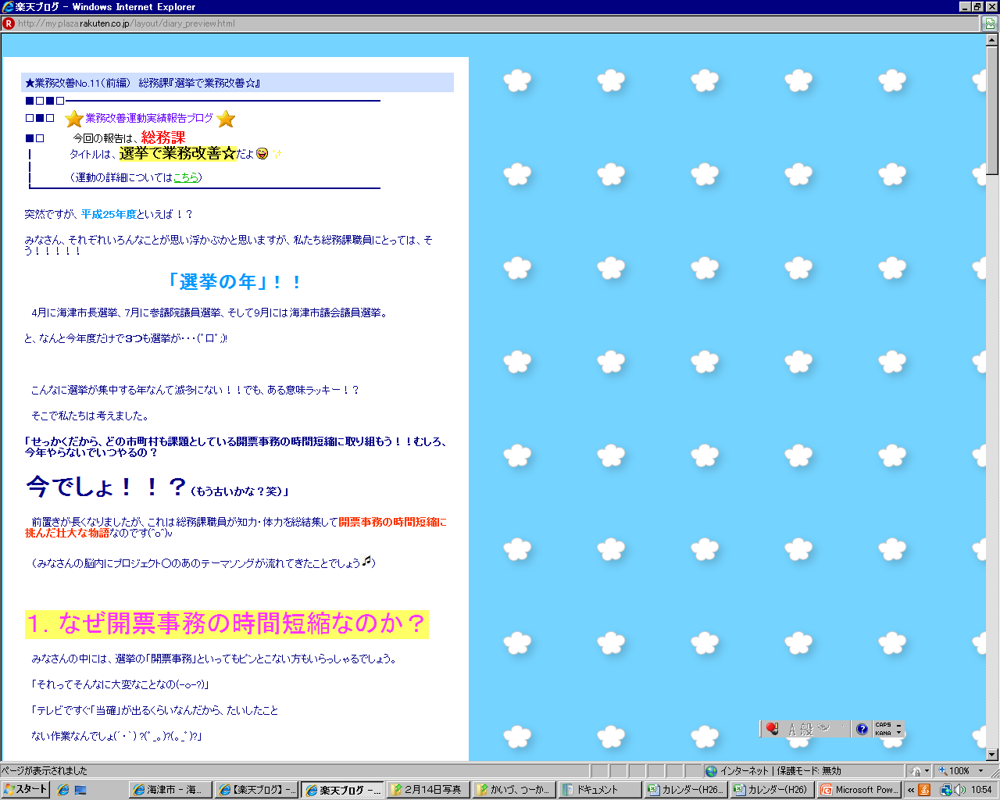 楽天ブログ - Windows Internet Explorer
http://my.plaza.rakuten.co.jp/layout/diary_preview.html
★業務改善No.11(前編) 総務課『選挙で業務改善☆』
■□■□━━━━━━━━━━━━━━━━━━━━━━━━━
□■□ 業務改善運動実績報告ブログ
■□ 今回の報告は、総務課
┃ タイトルは、選挙で業務改善☆だよ
┃
┃ (運動の詳細についてはこちら)
┗━━━━━━━━━━━━━━━━━━━━━━━━━━━━
突然ですが、平成25年度といえば！？
みなさん、それぞれいろんなことが思い浮かぶかと思いますが、私たち総務課職員にとっては、そ
う！！！！！
「選挙の年」！！
4月に海津市長選挙、7月に参議院議員選挙、そして9月には海津市議会議員選挙。
と、なんと今年度だけで3つも選挙が・・・(ﾟロﾟ;)!
こんなに選挙が集中する年なんて滅多にない！！でも、ある意味ラッキー！？
そこで私たちは考えました。
「せっかくだから、どの市町村も課題としている開票事務の時間短縮に取り組もう！！むしろ、
今年やらないでいつやるの？
今でしょ！！？(もう古いかな？笑)」
前置きが長くなりましたが、これは総務課職員が知力・体力を総結集して開票事務の時間短縮に
挑んだ壮大な物語なのです(^o^)v
(みなさんの脳内にプロジェクト〇のあのテーマソングが流れてきたことでしょう♫)
１．なぜ開票事務の時間短縮なのか？
みなさんの中には、選挙の「開票事務」といってもピンとこない方もいらっしゃるでしょう。
「それってそんなに大変なことなの(-o-?)」
「テレビですぐ「当確」が出るくらいなんだから、たいしたこと
ない作業なんでしょ(´・`) ?(ﾟ_｡)?(｡_ﾟ)?」
A 般
CAPS
KANA
ページが表示されました
インターネット | 保護モード: 無効
100%
スタート
海津市 - 海...
【楽天ブログ】 -...
楽天ブログ -...
２月14日写真
かいづ、つーか...
ドキュメント
カレンダー(H26...
カレンダー(H26)
Microsoft Pow...
10:54